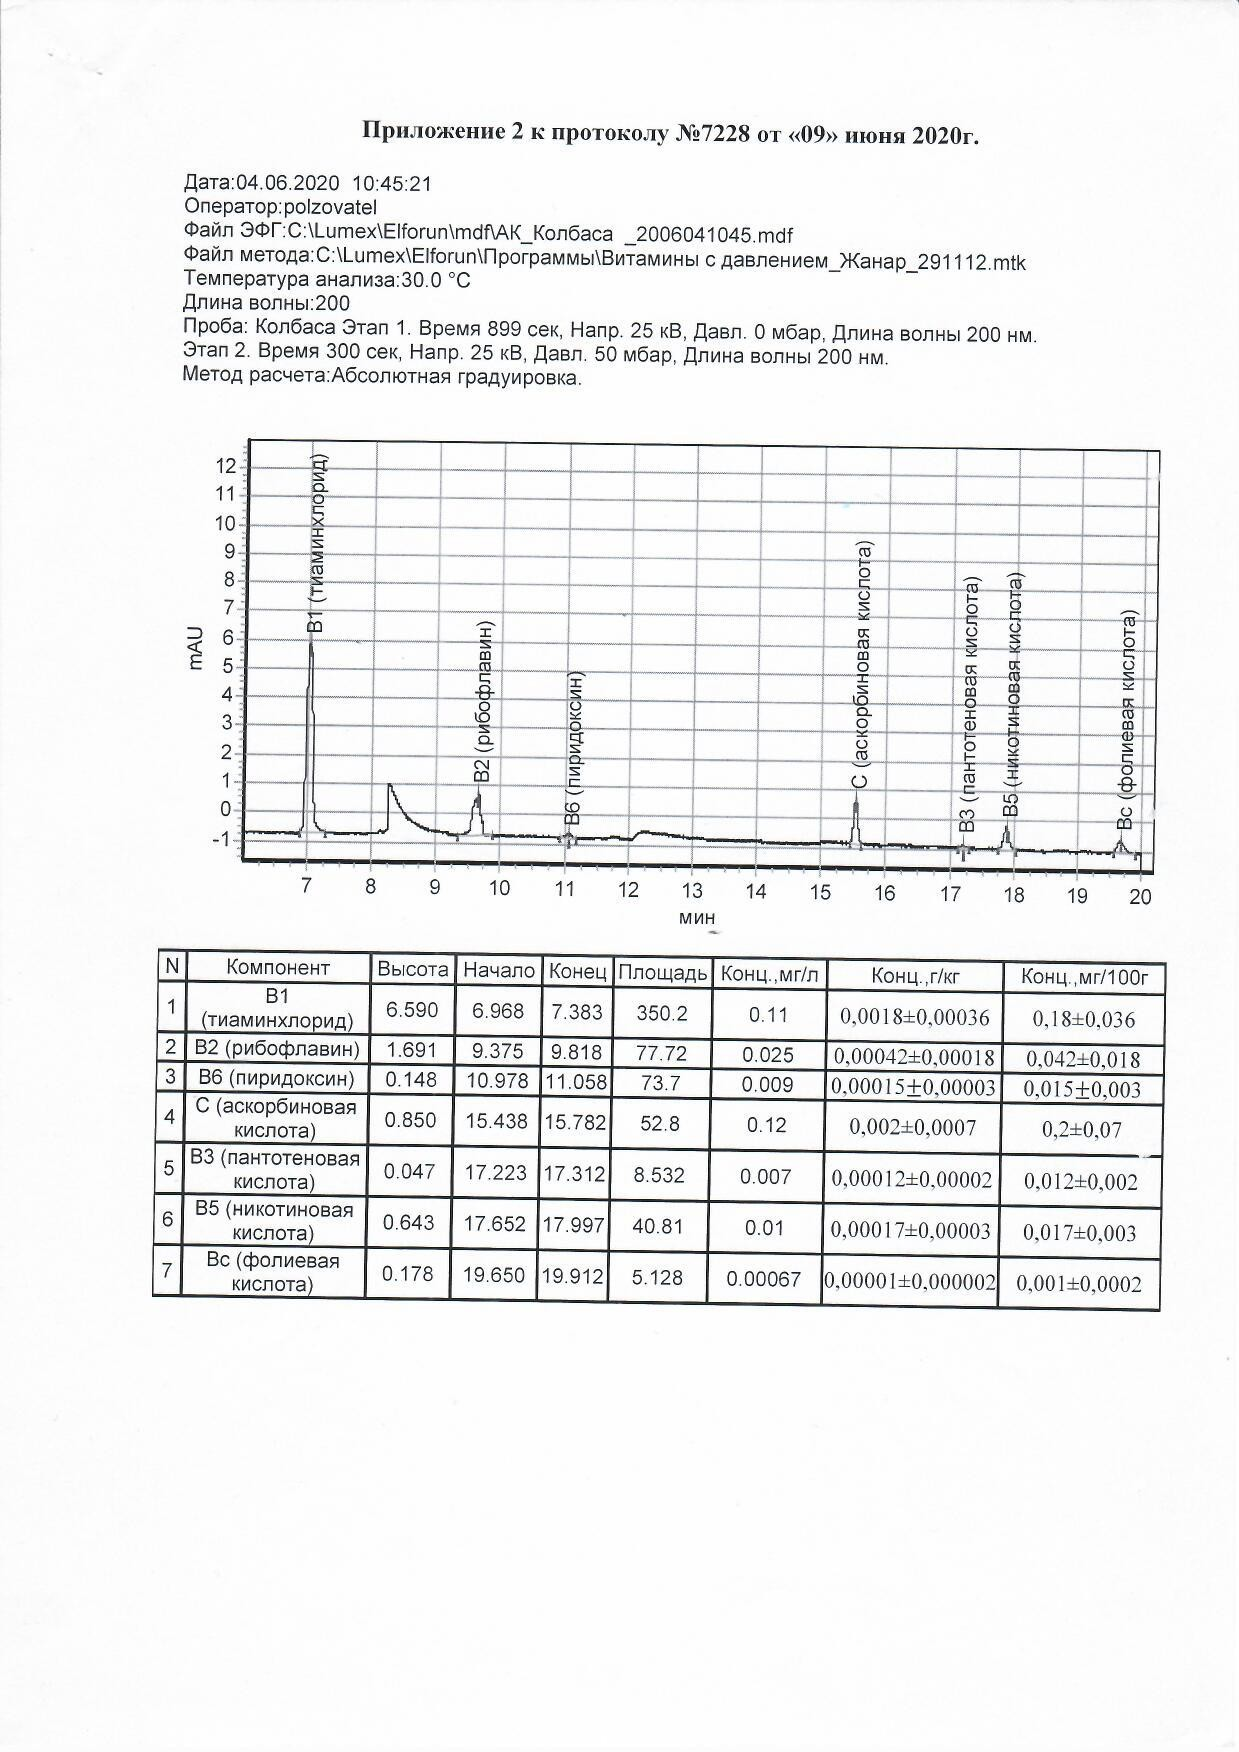 Приложение 2 к протоколу №7228 от «09» июня 2020г.
Дата:04.06.2020 10:45:21
Оператор:polzovatel
Файл ЭФГ:C:\Lumex\Elforun\mdf\АК_Колбаса _2006041045.mdf
Файл метода:C:\Lumex\Elforun\Программы\Витамины с давлением_Жанар_291112.mtk
Температура анализа:30.0 °C
Длина волны:200
Проба: Колбаса Этап 1. Время 899 сек, Напр. 25 кВ, Давл. 0 мбар, Длина волны 200 нм.
Этап 2. Время 300 сек, Напр. 25 кВ, Давл. 50 мбар, Длина волны 200 нм.
Метод расчета:Абсолютная градуировка.
12
11
10
9
8
7
6
5
4
3
2
1
0
-1
mAU
B1 (тиаминхлорид)
B2 (рибофлавин)
B6 (пиридоксин)
C (аскорбиновая кислота)
B3 (пантотеновая кислота)
B5 (никотиновая кислота)
Bc (фолиевая кислота)
7 8 9 10 11 12 13 14 15 16 17 18 19 20
мин
N Компонент Высота Начало Конец Площадь Конц.,мг/л Конц.,г/кг Конц.,мг/100г
1 B1 (тиаминхлорид) 6.590 6.968 7.383 350.2 0.11 0,0018±0,00036 0,18±0,036
2 B2 (рибофлавин) 1.691 9.375 9.818 77.72 0.025 0,00042±0,00018 0,042±0,018
3 B6 (пиридоксин) 0.148 10.978 11.058 73.7 0.009 0,00015±0,00003 0,015±0,003
4 C (аскорбиновая кислота) 0.850 15.438 15.782 52.8 0.12 0,002±0,0007 0,2±0,07
5 B3 (пантотеновая кислота) 0.047 17.223 17.312 8.532 0.007 0,00012±0,00002 0,012±0,002
6 B5 (никотиновая кислота) 0.643 17.652 17.997 40.81 0.01 0,00017±0,00003 0,017±0,003
7 Bc (фолиевая кислота) 0.178 19.650 19.912 5.128 0.00067 0,00001±0,000002 0,001±0,0002